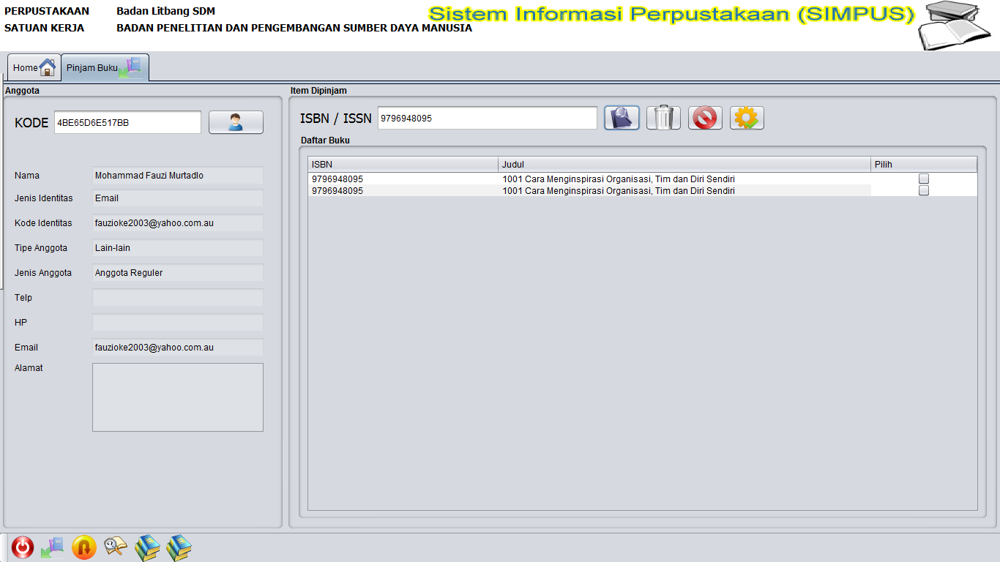 PERPUSTAKAAN Badan Litbang SDM
SATUAN KERJA BADAN PENELITIAN DAN PENGEMBANGAN SUMBER DAYA MANUSIA
Sistem Informasi Perpustakaan (SIMPUS)
Home Pinjam Buku
Anggota
KODE 4BE65D6E517BB
Nama Mohammad Fauzi Murtadlo
Jenis Identitas Email
Kode Identitas fauzioke2003@yahoo.com.au
Tipe Anggota Lain-lain
Jenis Anggota Anggota Reguler
Telp
HP
Email fauzioke2003@yahoo.com.au
Alamat
Item Dipinjam
ISBN / ISSN 9796948095
Daftar Buku
ISBN Judul Pilih
9796948095 1001 Cara Menginspirasi Organisasi, Tim dan Diri Sendiri
9796948095 1001 Cara Menginspirasi Organisasi, Tim dan Diri Sendiri